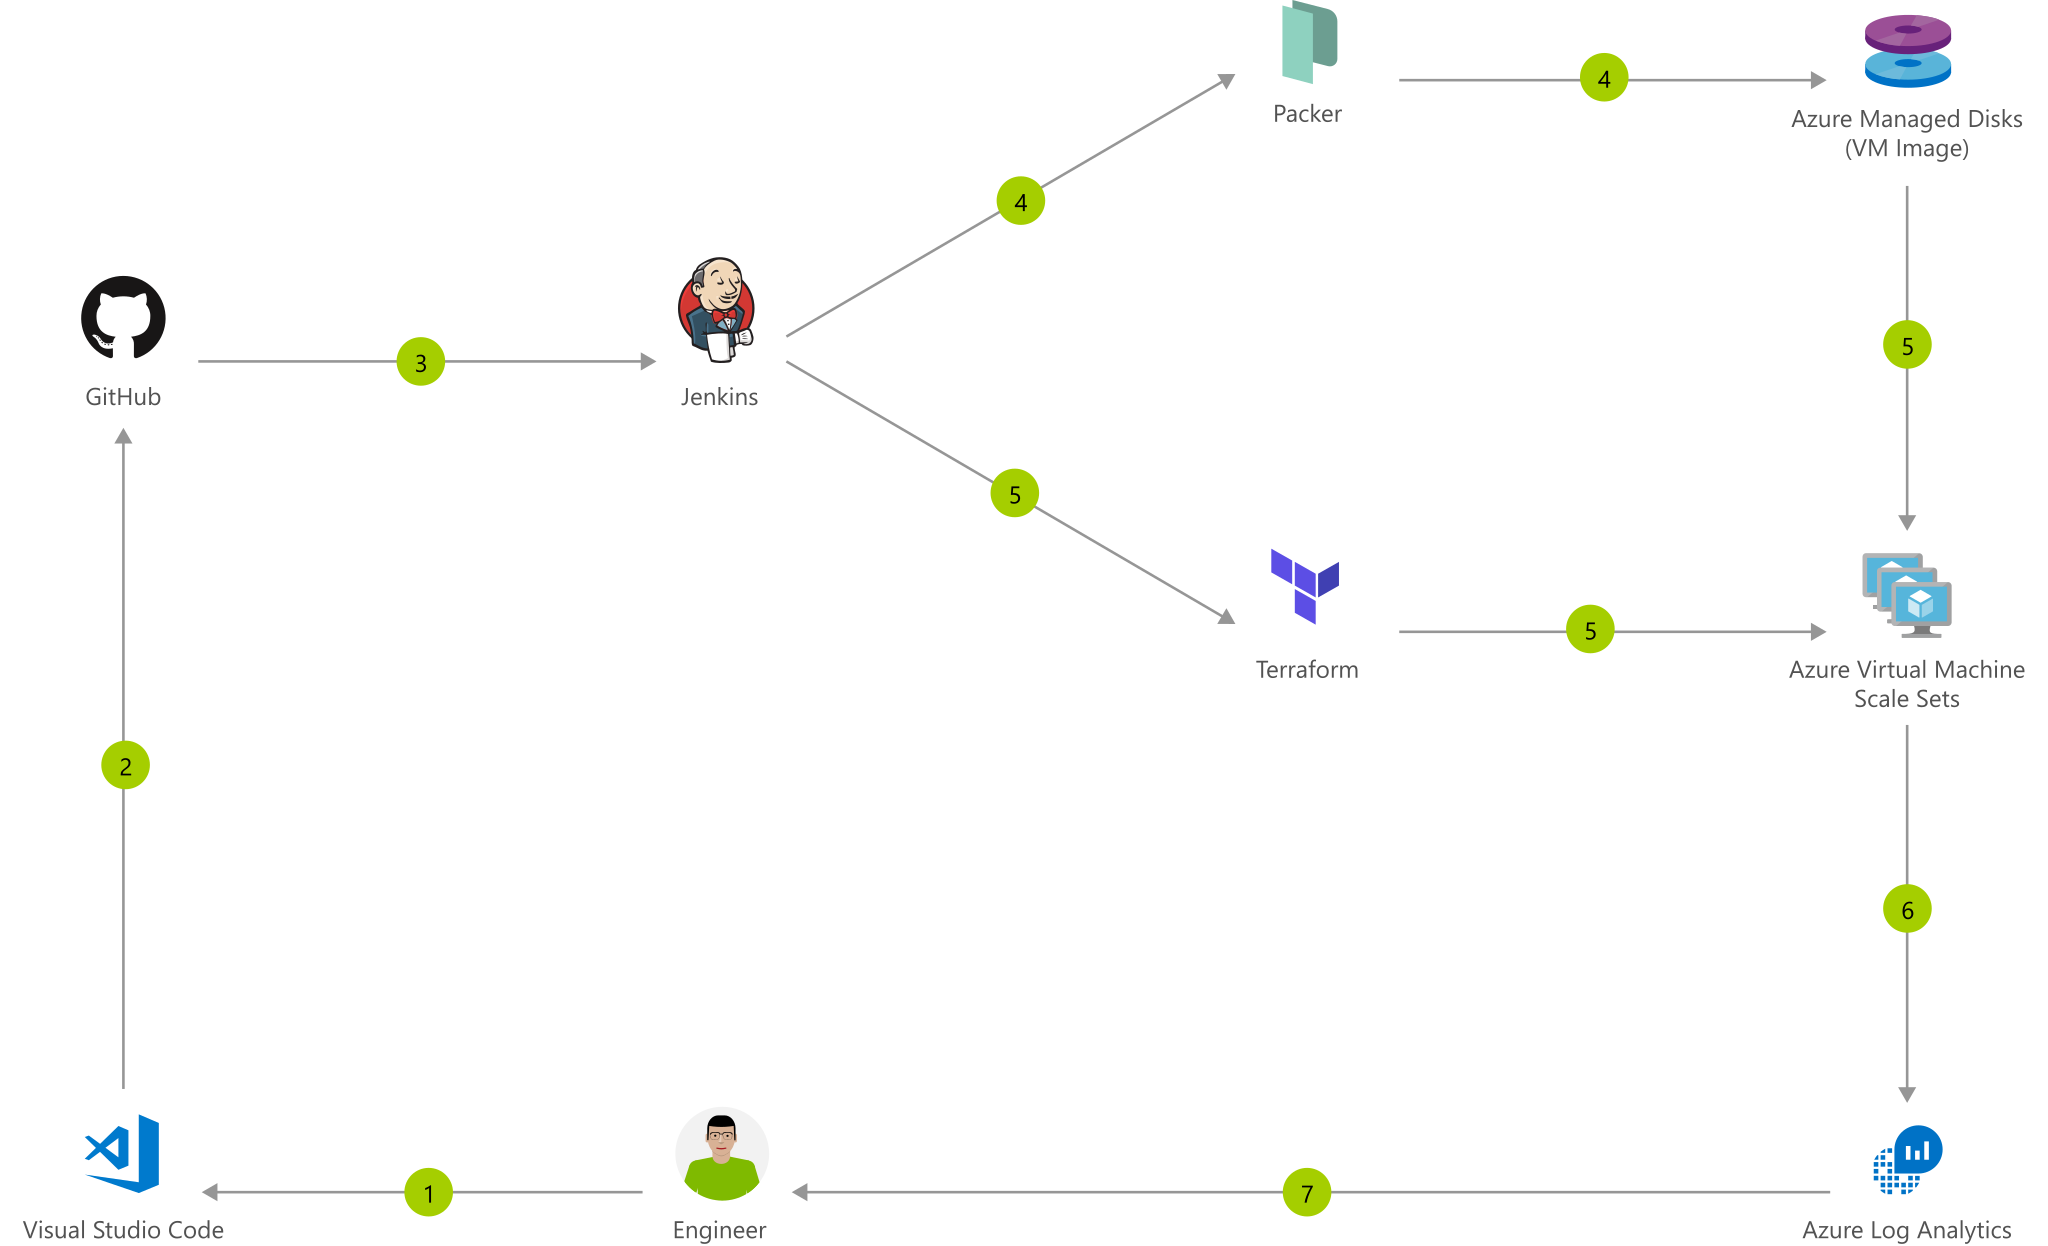 Packer
4
Azure Managed Disks
(VM Image)
4
GitHub
3
Jenkins
5
5
Terraform
5
Azure Virtual Machine
Scale Sets
2
6
Visual Studio Code
1
Engineer
7
Azure Log Analytics